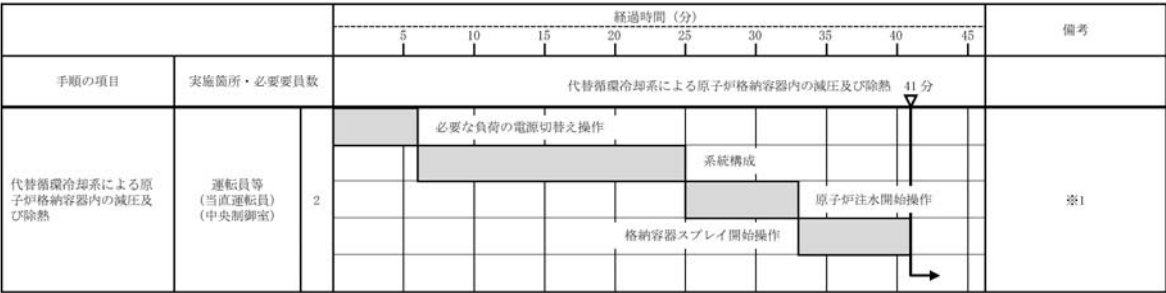 経過時間（分）
備考
5 10 15 20 25 30 35 40 45
手順の項目
実施箇所・必要要員数
代替循環冷却系による原子炉格納容器内の減圧及び除熱 41分
必要な負荷の電源切替え操作
系統構成
代替循環冷却系による原
子炉格納容器内の減圧及
び除熱
運転員等
（当直運転員）
（中央制御室）
2
原子炉注水開始操作
※1
格納容器スプレイ開始操作